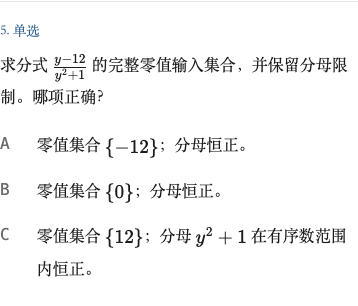 5. 单选
求分式 \frac{y-12}{y^2+1} 的完整零值输入集合，并保留分母限
制。哪项正确？
A 零值集合 {−12}；分母恒正。
B 零值集合 {0}；分母恒正。
C 零值集合 {12}；分母 y² + 1 在有序数范围
内恒正。